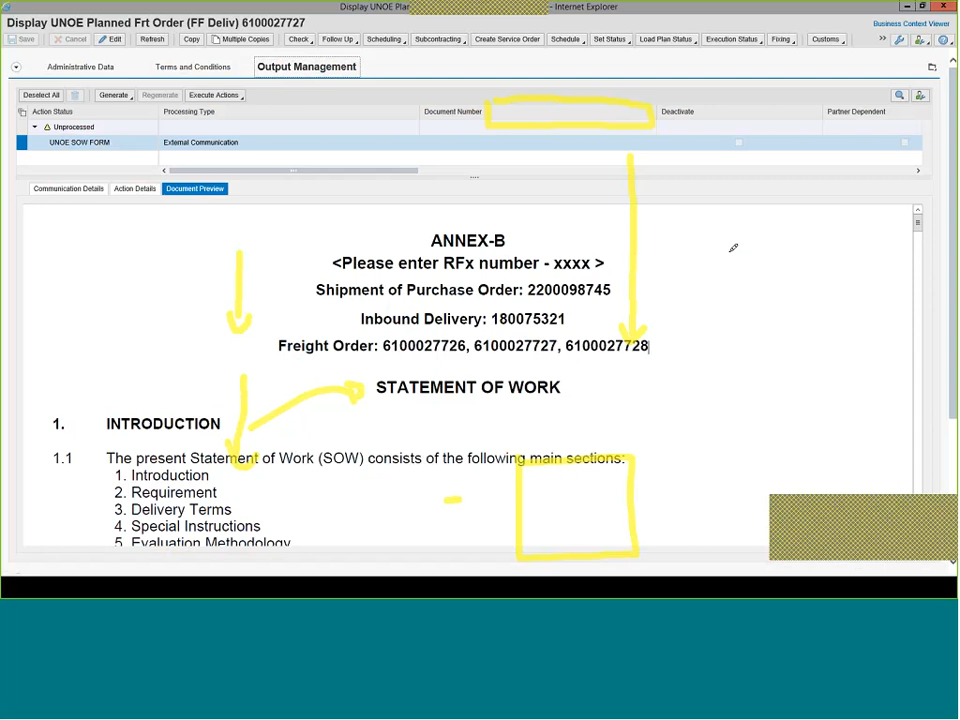 Display UNOE Plan
- Internet Explorer
Display UNOE Planned Frt Order (FF Deliv) 6100027727
Business Context Viewer
Save Cancel Edit Refresh Copy Multiple Copies Check Follow Up Scheduling Subcontracting Create Service Order Schedule Set Status Load Plan Status Execution Status Fixing Customs
Administrative Data Terms and Conditions Output Management
Deselect All Generate Regenerate Execute Actions
Action Status Processing Type Document Number Deactivate Partner Dependent
Unprocessed
UNOE SOW FORM External Communication
Communication Details Action Details Document Preview
ANNEX-B
<Please enter RFx number - xxxx >
Shipment of Purchase Order: 2200098745
Inbound Delivery: 180075321
Freight Order: 6100027726, 6100027727, 6100027728
STATEMENT OF WORK
1. INTRODUCTION
1.1 The present Statement of Work (SOW) consists of the following main sections:
1. Introduction
2. Requirement
3. Delivery Terms
4. Special Instructions
5. Evaluation Methodology